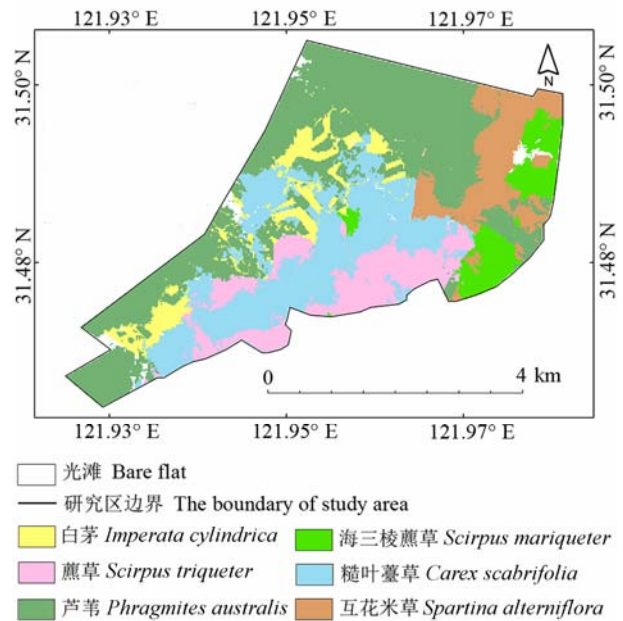 121.93° E 121.95° E 121.97° E
N
31.50° N 31.50° N
31.48° N 31.48° N
0 4 km
121.93° E 121.95° E 121.97° E
光滩 Bare flat
研究区边界 The boundary of study area
白茅 Imperata cylindrica 海三棱藨草 Scirpus mariqueter
藨草 Scirpus triqueter 糙叶薹草 Carex scabrifolia
芦苇 Phragmites australis 互花米草 Spartina alterniflora